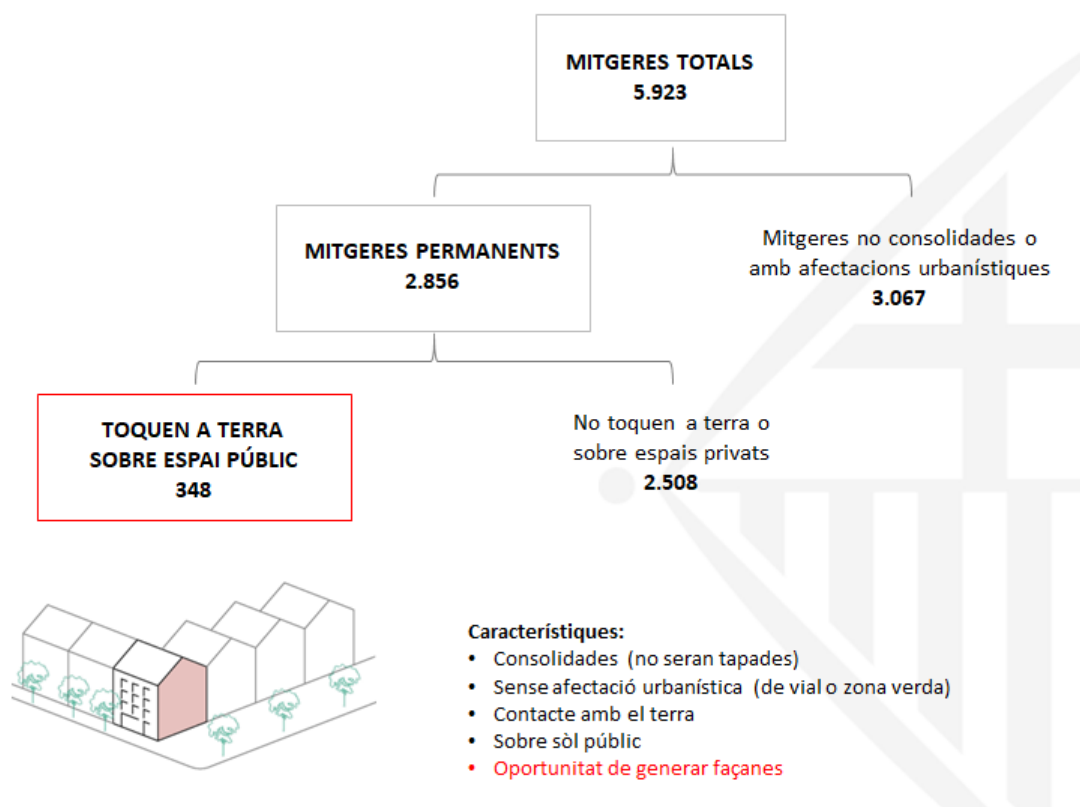 MITGERES TOTALS
5.923
MITGERES PERMANENTS
2.856
Mitgeres no consolidades o
amb afectacions urbanístiques
3.067
TOQUEN A TERRA
SOBRE ESPAI PÚBLIC
348
No toquen a terra o
sobre espais privats
2.508
Característiques:
• Consolidades (no seran tapades)
• Sense afectació urbanística (de vial o zona verda)
• Contacte amb el terra
• Sobre sòl públic
• Oportunitat de generar façanes